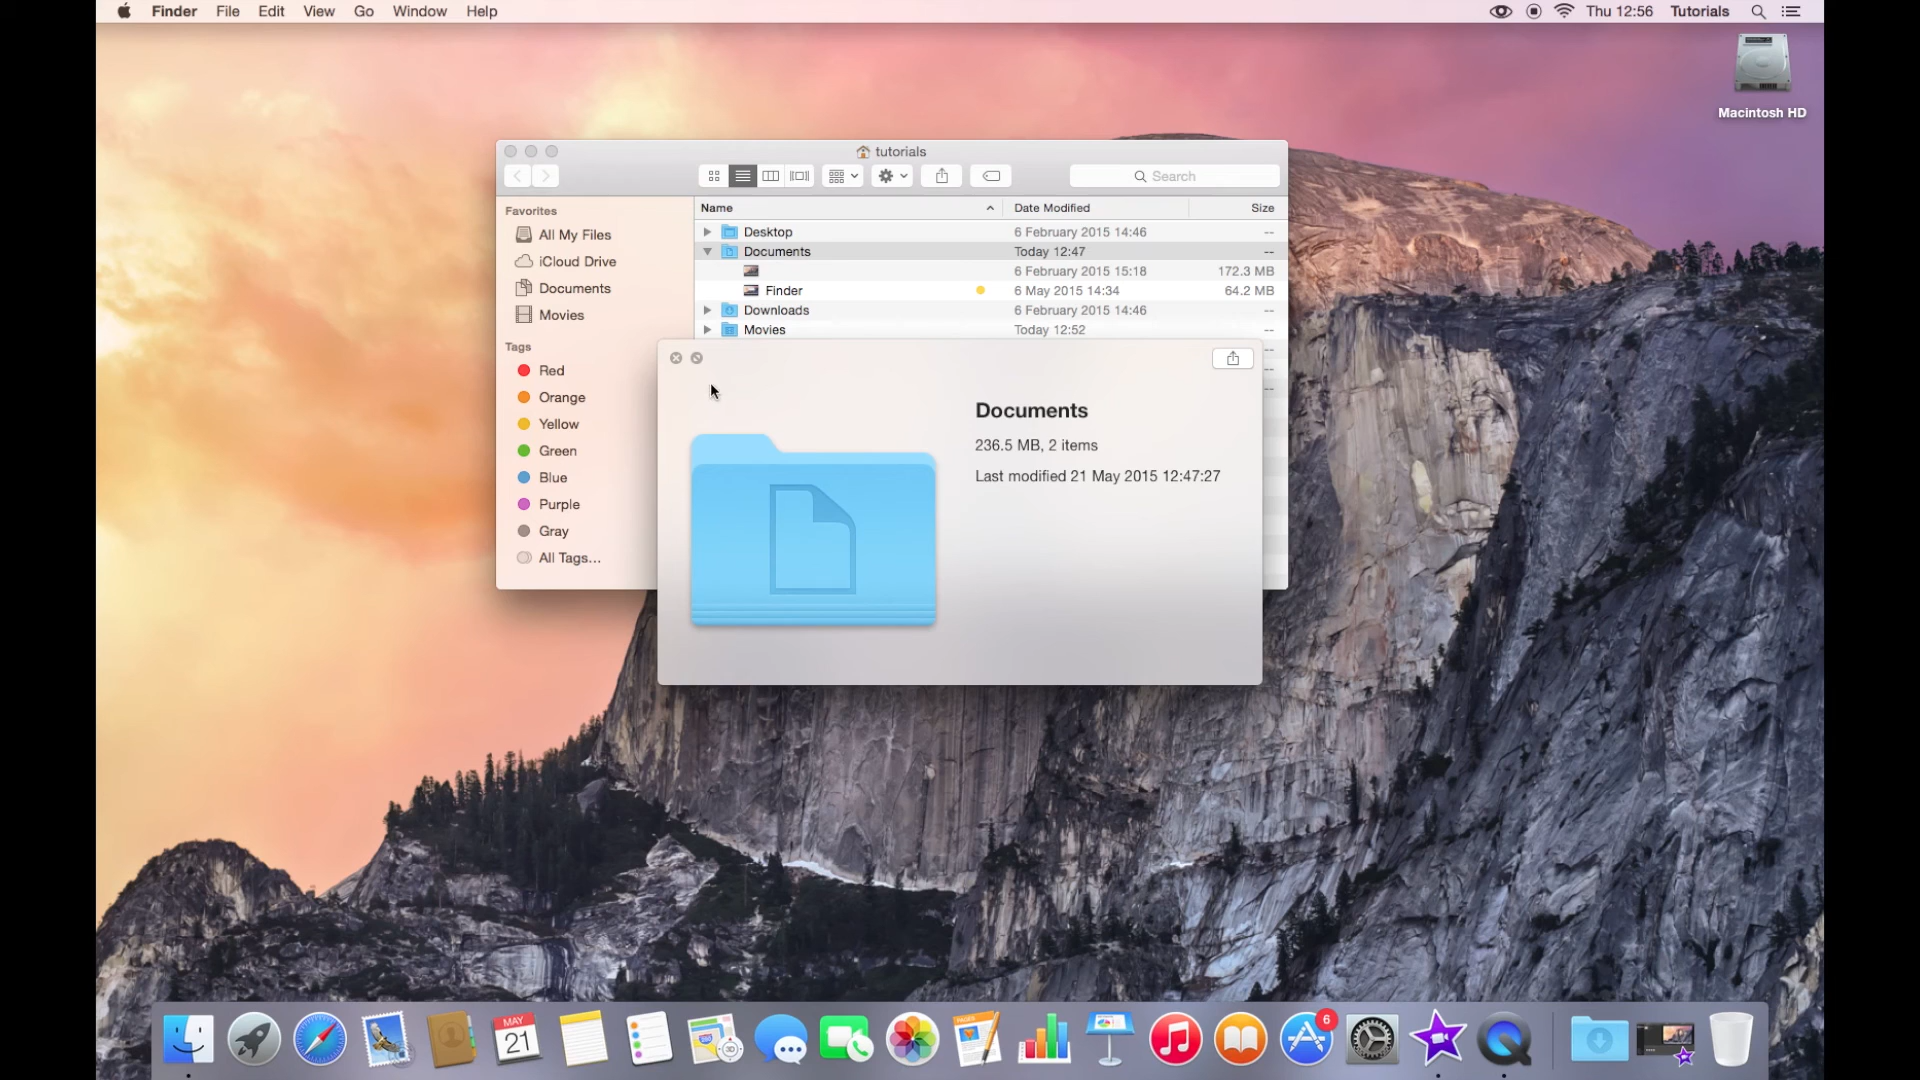 Finder File Edit View Go Window Help Thu 12:56 Tutorials
Macintosh HD
tutorials
Search
Favorites
All My Files
iCloud Drive
Documents
Movies
Tags
Red
Orange
Yellow
Green
Blue
Purple
Gray
All Tags...
Name Date Modified Size
Desktop 6 February 2015 14:46 --
Documents Today 12:47 --
6 February 2015 15:18 172.3 MB
Finder 6 May 2015 14:34 64.2 MB
Downloads 6 February 2015 14:46 --
Movies Today 12:52 --
--
--
--
Documents
236.5 MB, 2 items
Last modified 21 May 2015 12:47:27
MAY
21
3D
PAGES
6